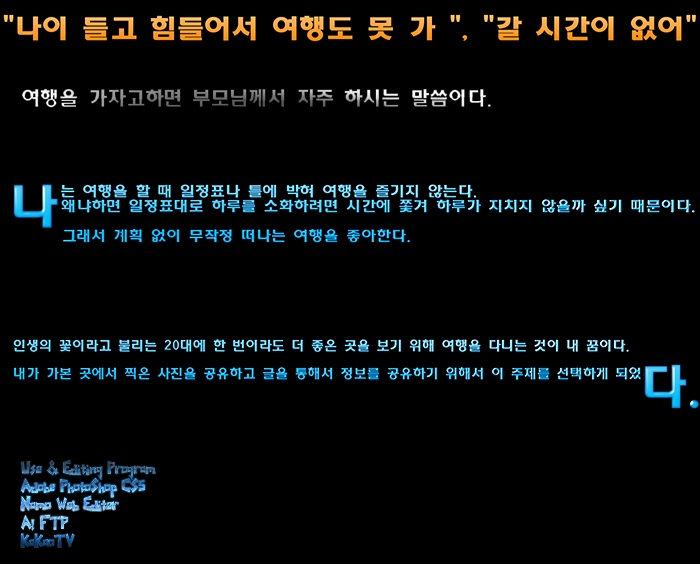 "나이 들고 힘들어서 여행도 못 가 ", "갈 시간이 없어"
여행을 가자고하면 부모님께서 자주 하시는 말씀이다.
나는 여행을 할 때 일정표나 틀에 박혀 여행을 즐기지 않는다.
왜냐하면 일정표대로 하루를 소화하려면 시간에 쫓겨 하루가 지치지 않을까 싶기 때문이다.
그래서 계획 없이 무작정 떠나는 여행을 좋아한다.
인생의 꽃이라고 불리는 20대에 한 번이라도 더 좋은 곳을 보기 위해 여행을 다니는 것이 내 꿈이다.
내가 가본 곳에서 찍은 사진을 공유하고 글을 통해서 정보를 공유하기 위해서 이 주제를 선택하게 되었다.
Use & Editing Program
Adobe PhotoShop CS5
Namo Web Editor
Al FTP
KaKaoTV